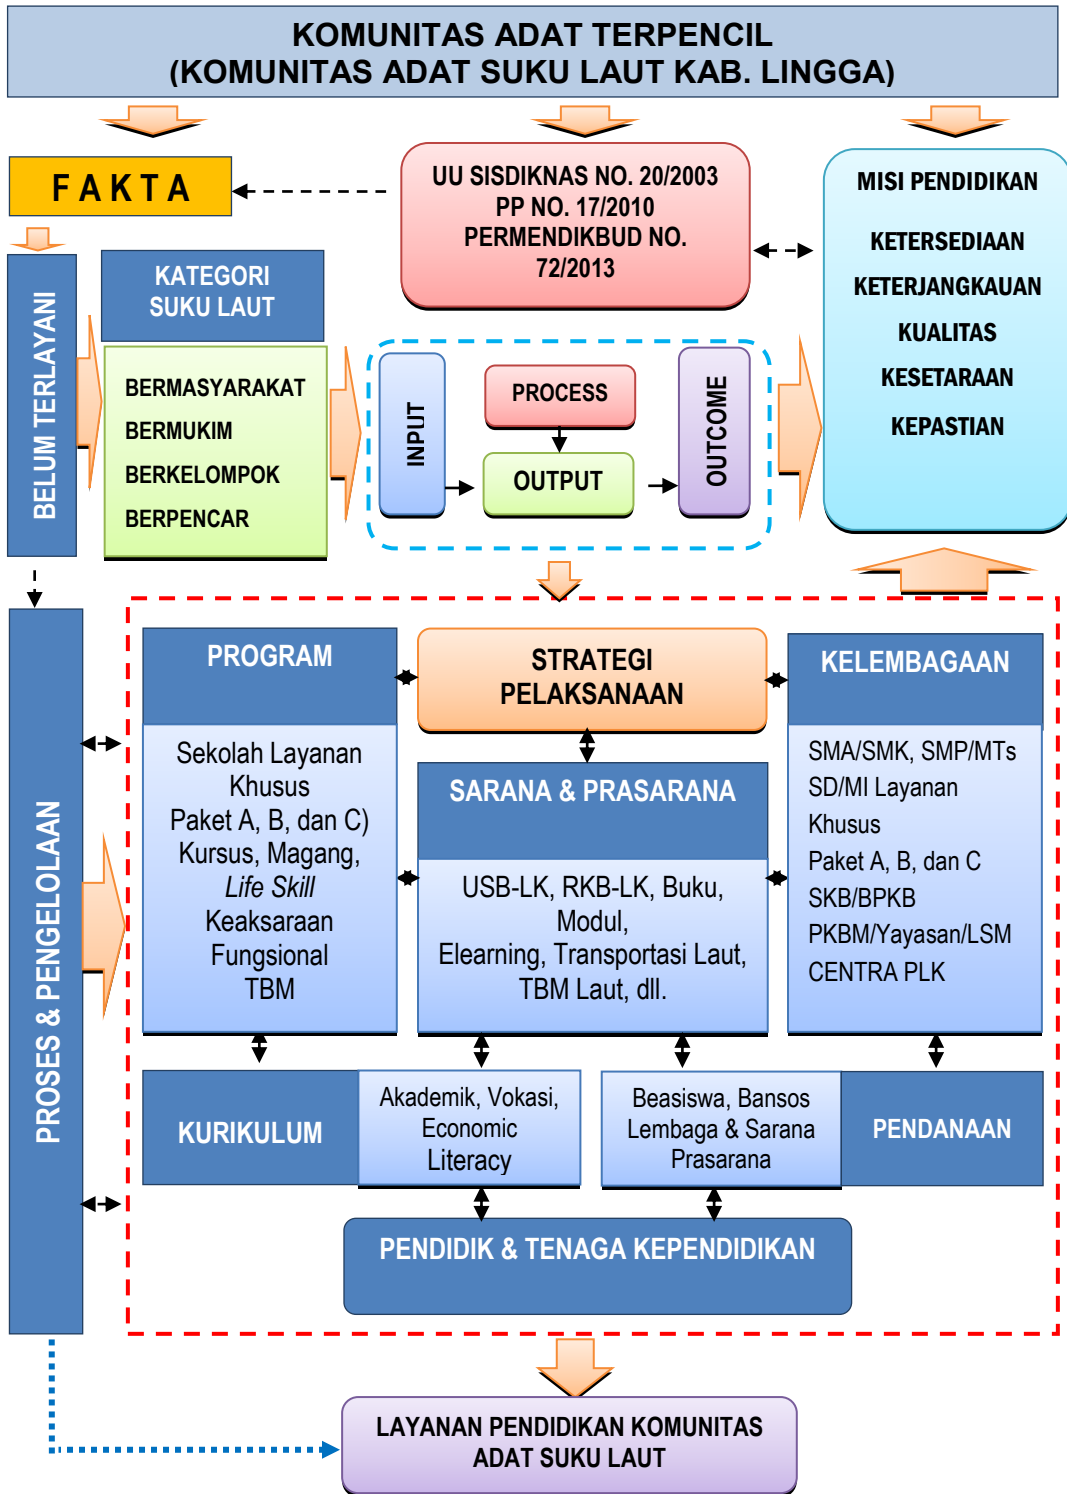 KOMUNITAS ADAT TERPENCIL
(KOMUNITAS ADAT SUKU LAUT KAB. LINGGA)
FAKTA
UU SISDIKNAS NO. 20/2003
PP NO. 17/2010
PERMENDIKBUD NO.
72/2013
MISI PENDIDIKAN
KETERSEDIAAN
KETERJANGKAUAN
KUALITAS
KESETARAAN
KEPASTIAN
BELUM TERLAYANI
KATEGORI
SUKU LAUT
BERMASYARAKAT
BERMUKIM
BERKELOMPOK
BERPENCAR
INPUT
PROCESS
OUTPUT
OUTCOME
PROSES & PENGELOLAAN
PROGRAM
Sekolah Layanan
Khusus
Paket A, B, dan C)
Kursus, Magang,
Life Skill
Keaksaraan
Fungsional
TBM
STRATEGI
PELAKSANAAN
SARANA & PRASARANA
USB-LK, RKB-LK, Buku,
Modul,
Elearning, Transportasi Laut,
TBM Laut, dll.
KELEMBAGAAN
SMA/SMK, SMP/MTs
SD/MI Layanan
Khusus
Paket A, B, dan C
SKB/BPKB
PKBM/Yayasan/LSM
CENTRA PLK
KURIKULUM
Akademik, Vokasi,
Economic
Literacy
Beasiswa, Bansos
Lembaga & Sarana
Prasarana
PENDANAAN
PENDIDIK & TENAGA KEPENDIDIKAN
LAYANAN PENDIDIKAN KOMUNITAS
ADAT SUKU LAUT